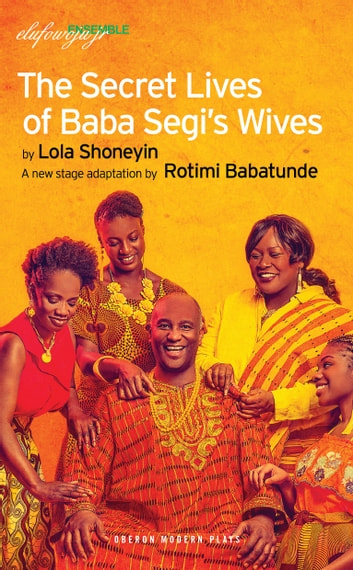 elufowoju jr
ENSEMBLE
The Secret Lives
of Baba Segi's Wives
by Lola Shoneyin
A new stage adaptation by Rotimi Babatunde
OBERON MODERN PLAYS